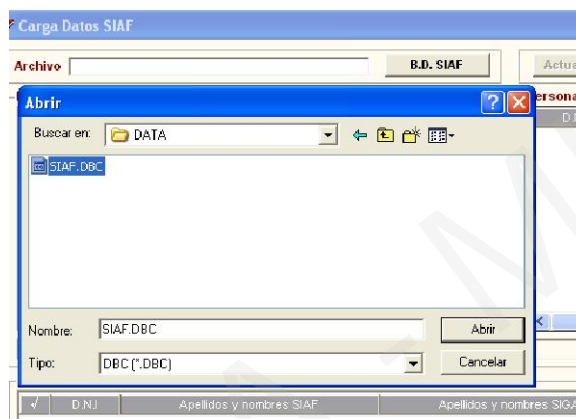 Carga Datos SIAF
Archivo
B.D. SIAF
Abrir
Buscar en:
DATA
SIAF.DBC
Nombre:
SIAF.DBC
Abrir
Tipo:
DBC (*.DBC)
Cancelar
√ D.N.I Apellidos y nombres SIAF Apellidos y nombres SIGA